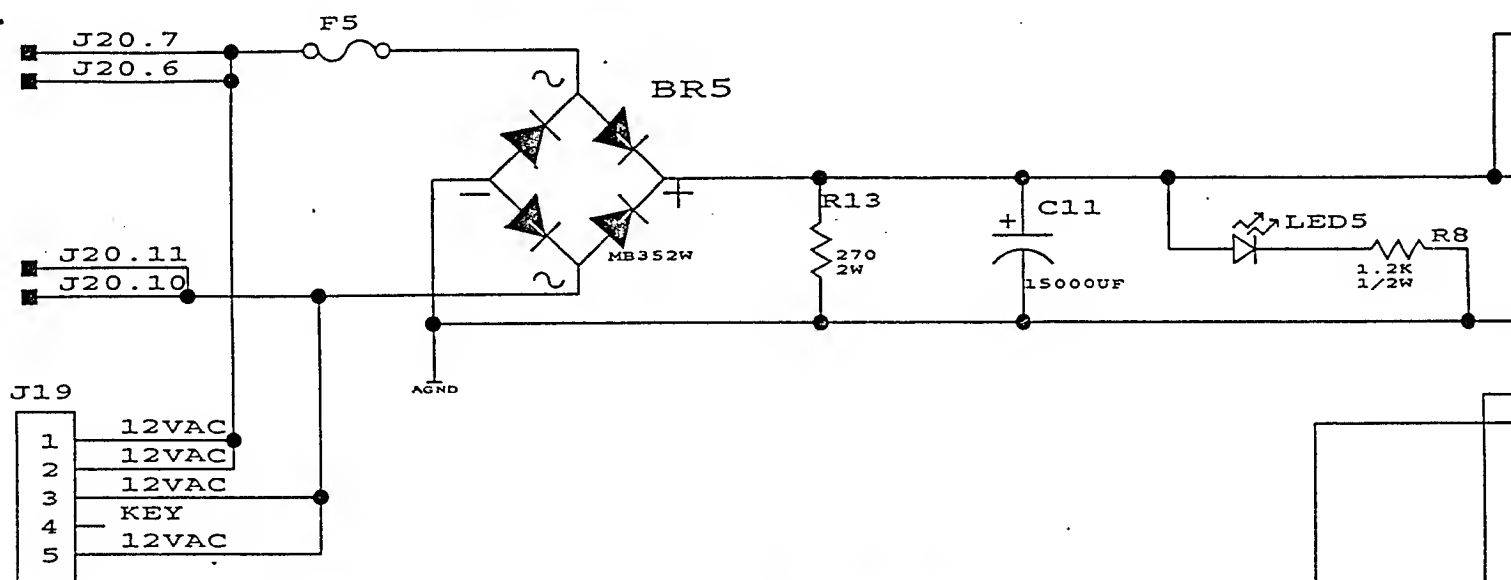 F5
J20.7
J20.6
BR5
MB352W
R13
270
2W
C11
+
15000UF
LED5
R8
1.2K
1/2W
J20.11
J20.10
AGND
J19
1 12VAC
2 12VAC
3 12VAC
4 KEY
5 12VAC